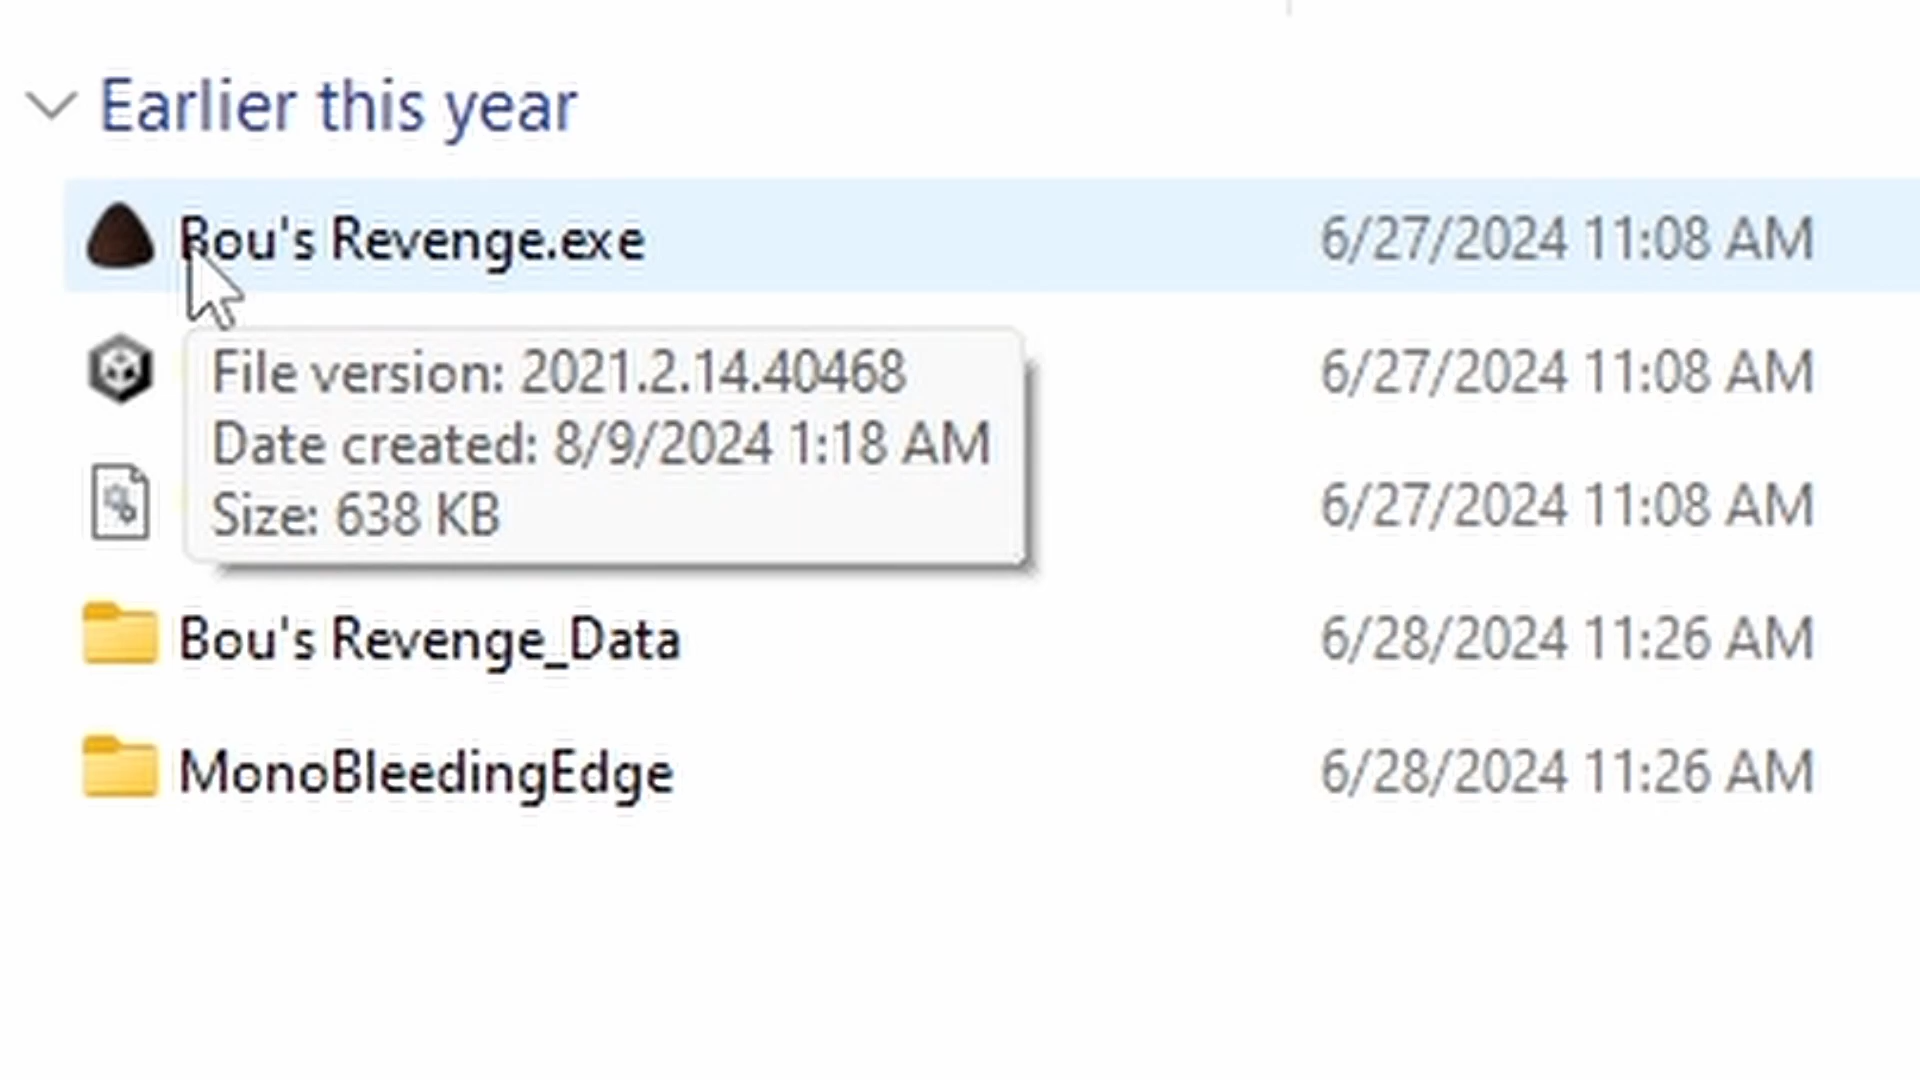 Earlier this year
Bou's Revenge.exe 6/27/2024 11:08 AM
6/27/2024 11:08 AM
File version: 2021.2.14.40468
Date created: 8/9/2024 1:18 AM
Size: 638 KB
6/27/2024 11:08 AM
Bou's Revenge_Data 6/28/2024 11:26 AM
MonoBleedingEdge 6/28/2024 11:26 AM